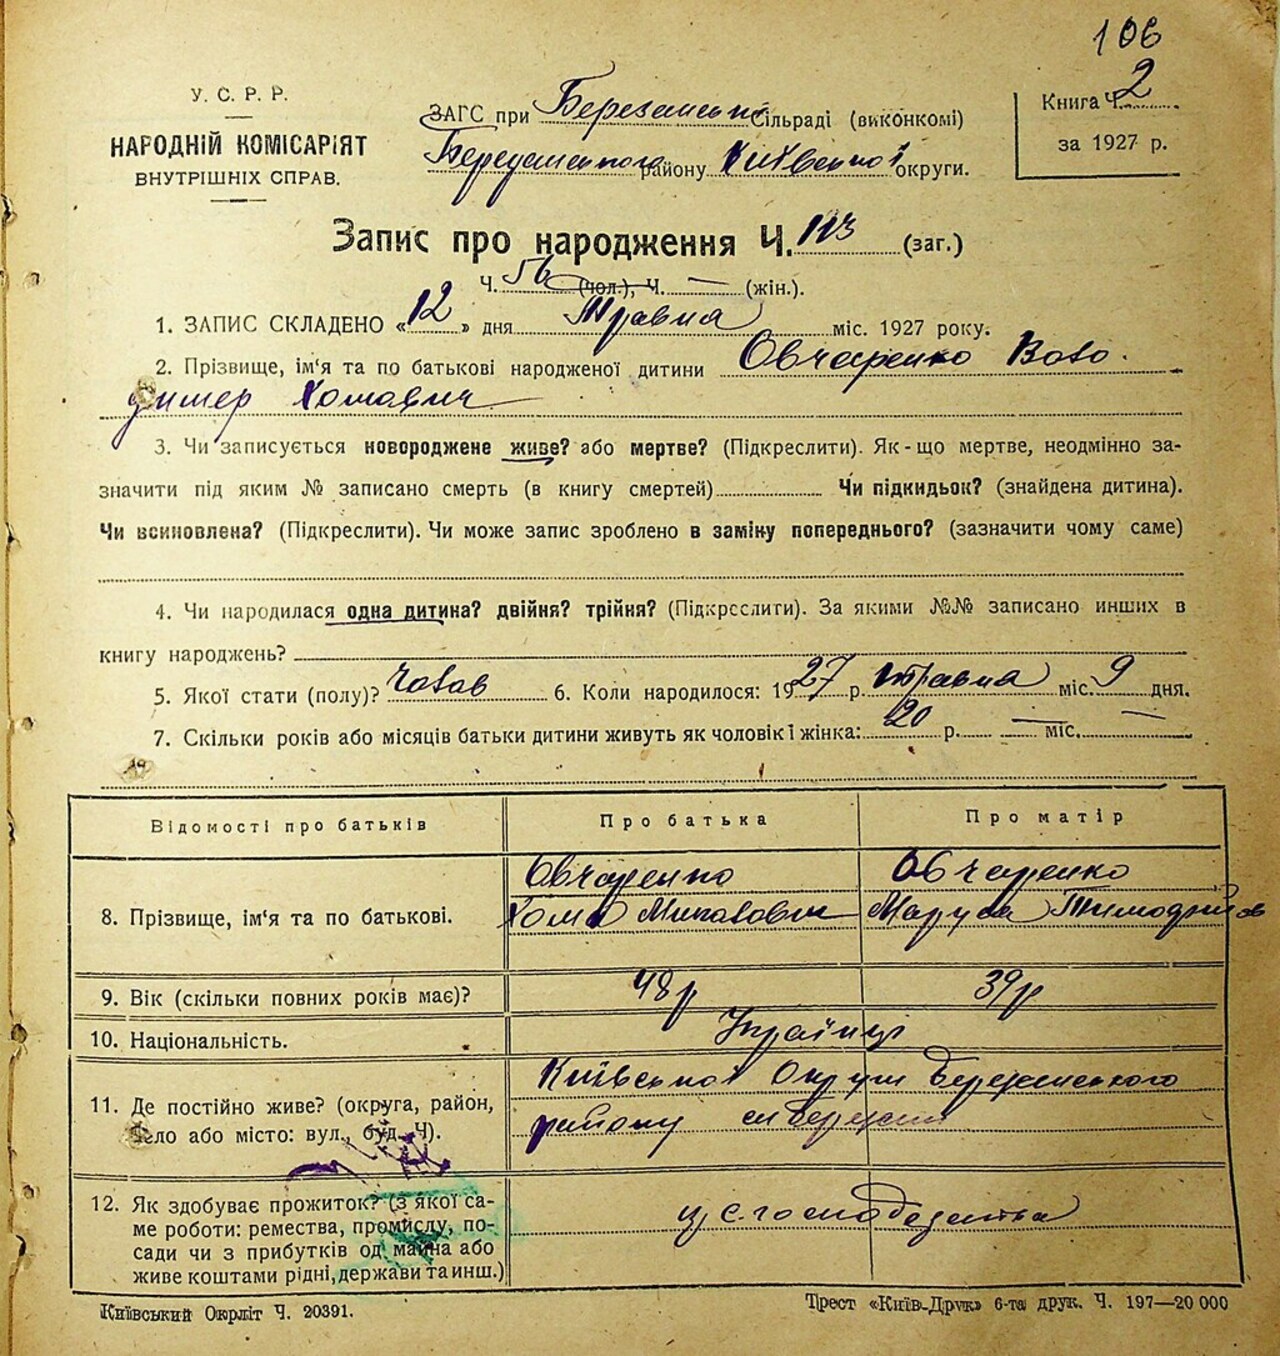 106
У. С. Р. Р.
НАРОДНІЙ КОМІСАРІЯТ
ВНУТРІШНІХ СПРАВ.
ЗАГС при Березанськ. сільраді (виконкомі)
Березанського району Київської округи.
Книга Ч. 2
за 1927 р.
Запис про народження Ч. 113 (заг.)
Ч. 56 (чол.), Ч. — (жін.).
1. ЗАПИС СКЛАДЕНО «12» дня Травня міс. 1927 року.
2. Прізвище, ім'я та по батькові народженої дитини Овчаренко Воло-
димер Хомович
3. Чи записується новороджене живе? або мертве? (Підкреслити). Як-що мертве, неодмінно за-
значити під яким № записано смерть (в книгу смертей) Чи підкидьок? (знайдена дитина).
Чи всиновлена? (Підкреслити). Чи може запис зроблено в заміну попереднього? (зазначити чому саме)
4. Чи народилася одна дитина? двійня? трійня? (Підкреслити). За якими №№ записано инших в
книгу народжень?
5. Якої стати (полу)? Чолов 6. Коли народилося: 1927 р. травня міс. 9 дня.
7. Скільки років або місяців батьки дитини живуть як чоловік і жінка: 20 р. — міс. —
Відомості про батьків Про батька Про матір
Овчаренко Овчаренко
8. Прізвище, ім'я та по батькові. Хома Маруся
9. Вік (скільки повних років має)? 48 р 39 р
10. Національність. Українці
Київської Округи Березанського
11. Де постійно живе? (округа, район, району
село або місто: вул., буд. Ч).
12. Як здобуває прожиток? (з якої са- з с. господарства
ме роботи: ремества, промислу, по-
сади чи з прибутків од майна або
живе коштами рідні, держави та инш.)
Київський Окрліт Ч. 20391.
Трест «Київ-Друк» 6-та друк. Ч. 197—20 000